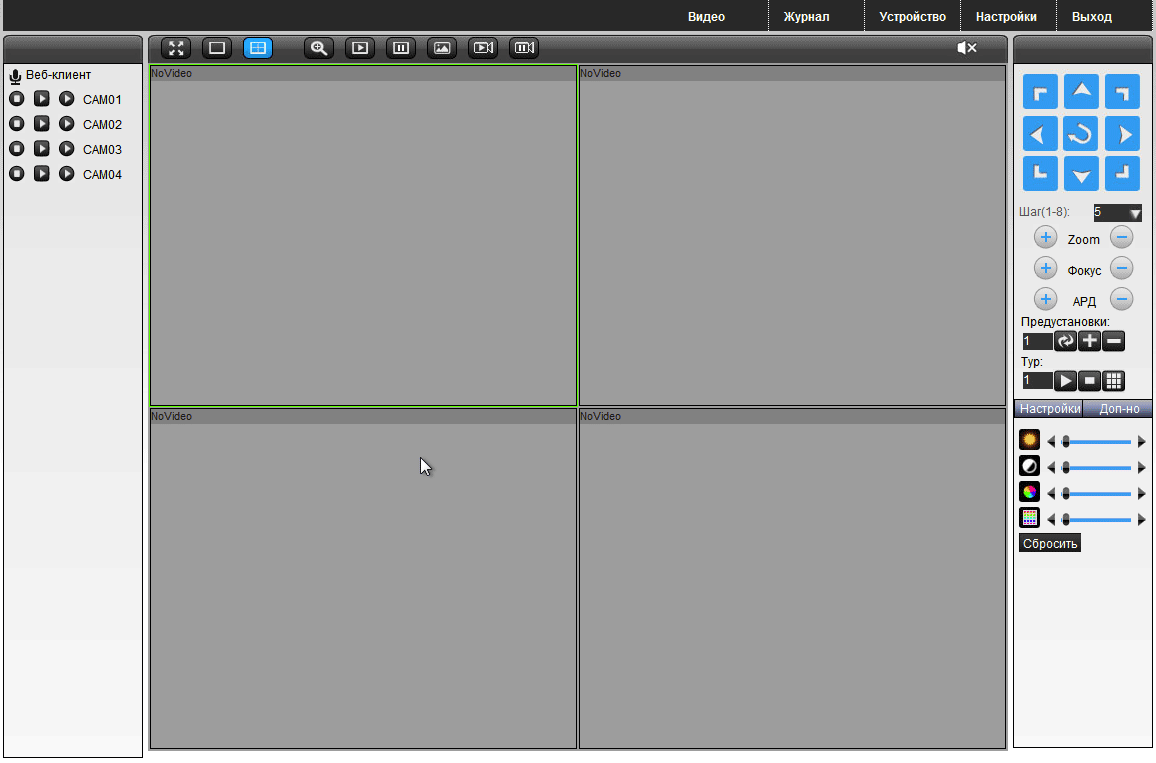 Видео Журнал Устройство Настройки Выход
Веб-клиент
CAM01
CAM02
CAM03
CAM04
NoVideo NoVideo
NoVideo NoVideo
Шаг(1-8): 5
Zoom
Фокус
АРД
Предустановки:
1
Тур:
1
Настройки Доп-но
Сбросить